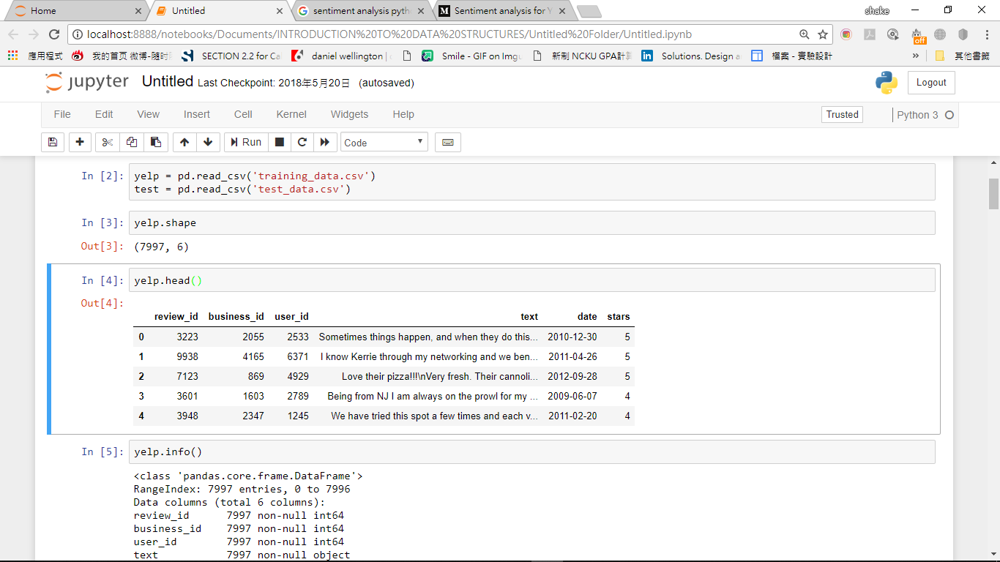 Home
Untitled
sentiment analysis pyth
Sentiment analysis for Y
shake
localhost:8888/notebooks/Documents/INTRODUCTION%20TO%20DATA%20STRUCTURES/Untitled%20Folder/Untitled.ipynb
off
應用程式 我的首頁 微博-隨時 SECTION 2.2 for Ca daniel wellington | Smile - GIF on Imgu 新制 NCKU GPA計 Solutions. Design a 檔案 - 實驗設計 » 其他書籤
jupyter Untitled Last Checkpoint: 2018年5月20日 (autosaved) Logout
File Edit View Insert Cell Kernel Widgets Help Trusted Python 3
Run Code
In [2]: yelp = pd.read_csv('training_data.csv')
test = pd.read_csv('test_data.csv')
In [3]: yelp.shape
Out[3]: (7997, 6)
In [4]: yelp.head()
Out[4]:
review_id business_id user_id text date stars
0 3223 2055 2533 Sometimes things happen, and when they do this... 2010-12-30 5
1 9938 4165 6371 I know Kerrie through my networking and we ben... 2011-04-26 5
2 7123 869 4929 Love their pizza!!!\nVery fresh. Their cannoli... 2012-09-28 5
3 3601 1603 2789 Being from NJ I am always on the prowl for my ... 2009-06-07 4
4 3948 2347 1245 We have tried this spot a few times and each v... 2011-02-20 4
In [5]: yelp.info()
<class 'pandas.core.frame.DataFrame'>
RangeIndex: 7997 entries, 0 to 7996
Data columns (total 6 columns):
review_id 7997 non-null int64
business_id 7997 non-null int64
user_id 7997 non-null int64
text 7997 non-null object